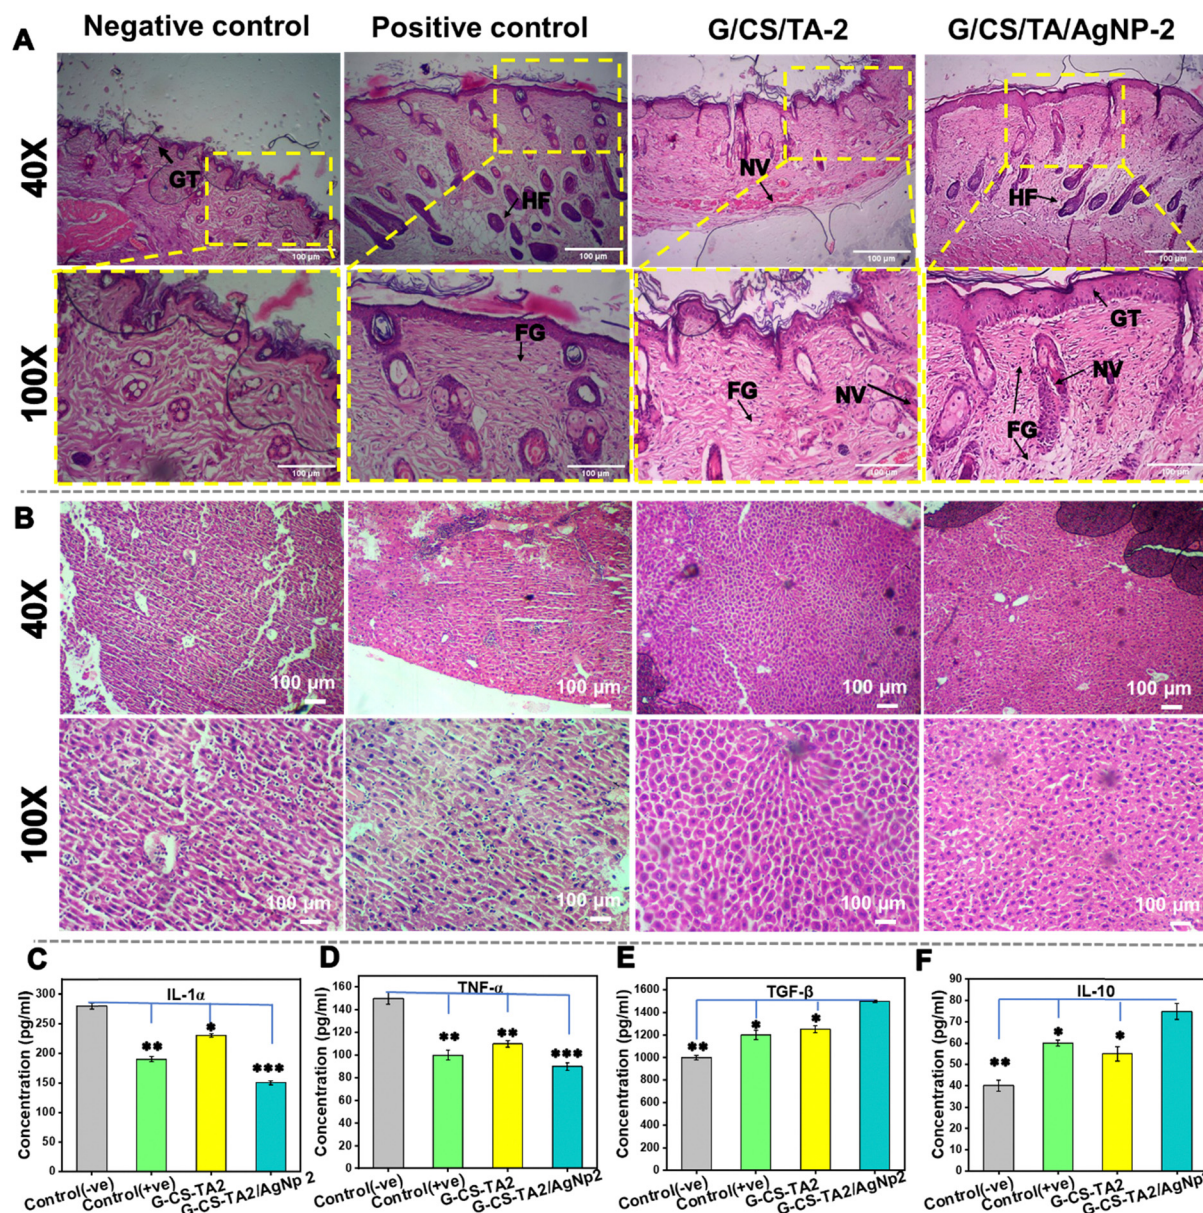 A
Negative control
Positive control
G/CS/TA-2
G/CS/TA/AgNP-2
40X
GT
100 µm
HF
100 µm
NV
100 µm
HF
100 µm
100X
100 µm
FG
100 µm
FG
NV
100 µm
GT
NV
FG
100 µm
B
40X
100 µm
100 µm
100 µm
100 µm
100X
100 µm
100 µm
100 µm
100 µm
C
IL-1α
Concentration (pg/ml)
300
250
200
150
100
50
0
**
*
***
Control(-ve)
Control(+ve)
G-CS-TA2
G-CS-TA2/AgNp 2
D
TNF-α
Concentration (pg/ml)
160
140
120
100
80
60
40
20
0
**
**
***
Control(-ve)
Control(+ve)
G-CS-TA2
G-CS-TA2/AgNp2
E
TGF-β
Concentration (pg/ml)
1600
1400
1200
1000
800
600
400
200
0
**
*
*
Control(-ve)
Control(+ve)
G-CS-TA2
G-CS-TA2/AgNp2
F
IL-10
Concentration (pg/ml)
90
80
70
60
50
40
30
20
10
0
**
*
*
Control(-ve)
Control(+ve)
G-CS-TA2
G-CS-TA2/AgNp2